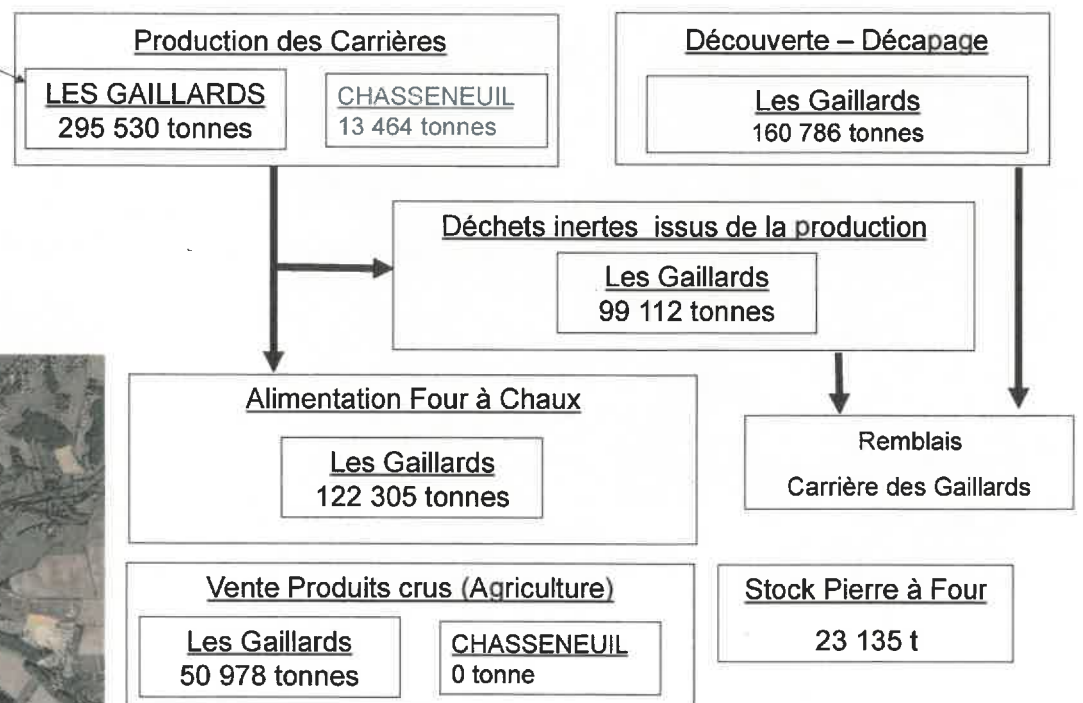 Production des Carrières
LES GAILLARDS
295 530 tonnes
CHASSENEUIL
13 464 tonnes
Découverte – Décapage
Les Gaillards
160 786 tonnes
Déchets inertes issus de la production
Les Gaillards
99 112 tonnes
Alimentation Four à Chaux
Les Gaillards
122 305 tonnes
Remblais
Carrière des Gaillards
Vente Produits crus (Agriculture)
Les Gaillards
50 978 tonnes
CHASSENEUIL
0 tonne
Stock Pierre à Four
23 135 t